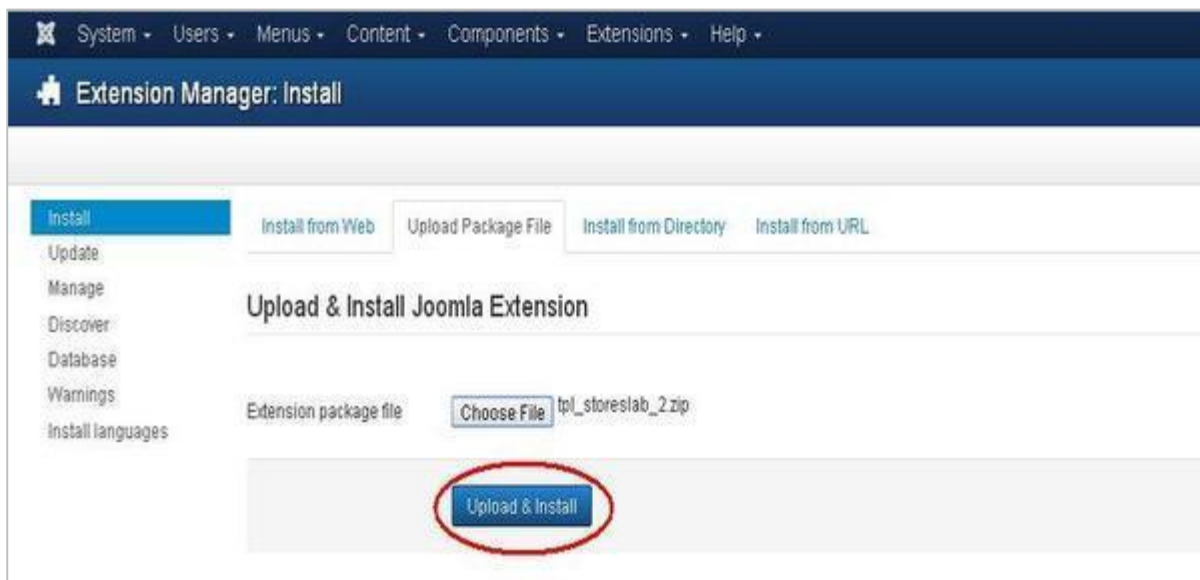 System Users Menus Content Components Extensions Help
Extension Manager: Install
Install
Update
Manage
Discover
Database
Warnings
Install languages
Install from Web Upload Package File Install from Directory Install from URL
Upload & Install Joomla Extension
Extension package file Choose File tpl_storeslab_2.zip
Upload & Install